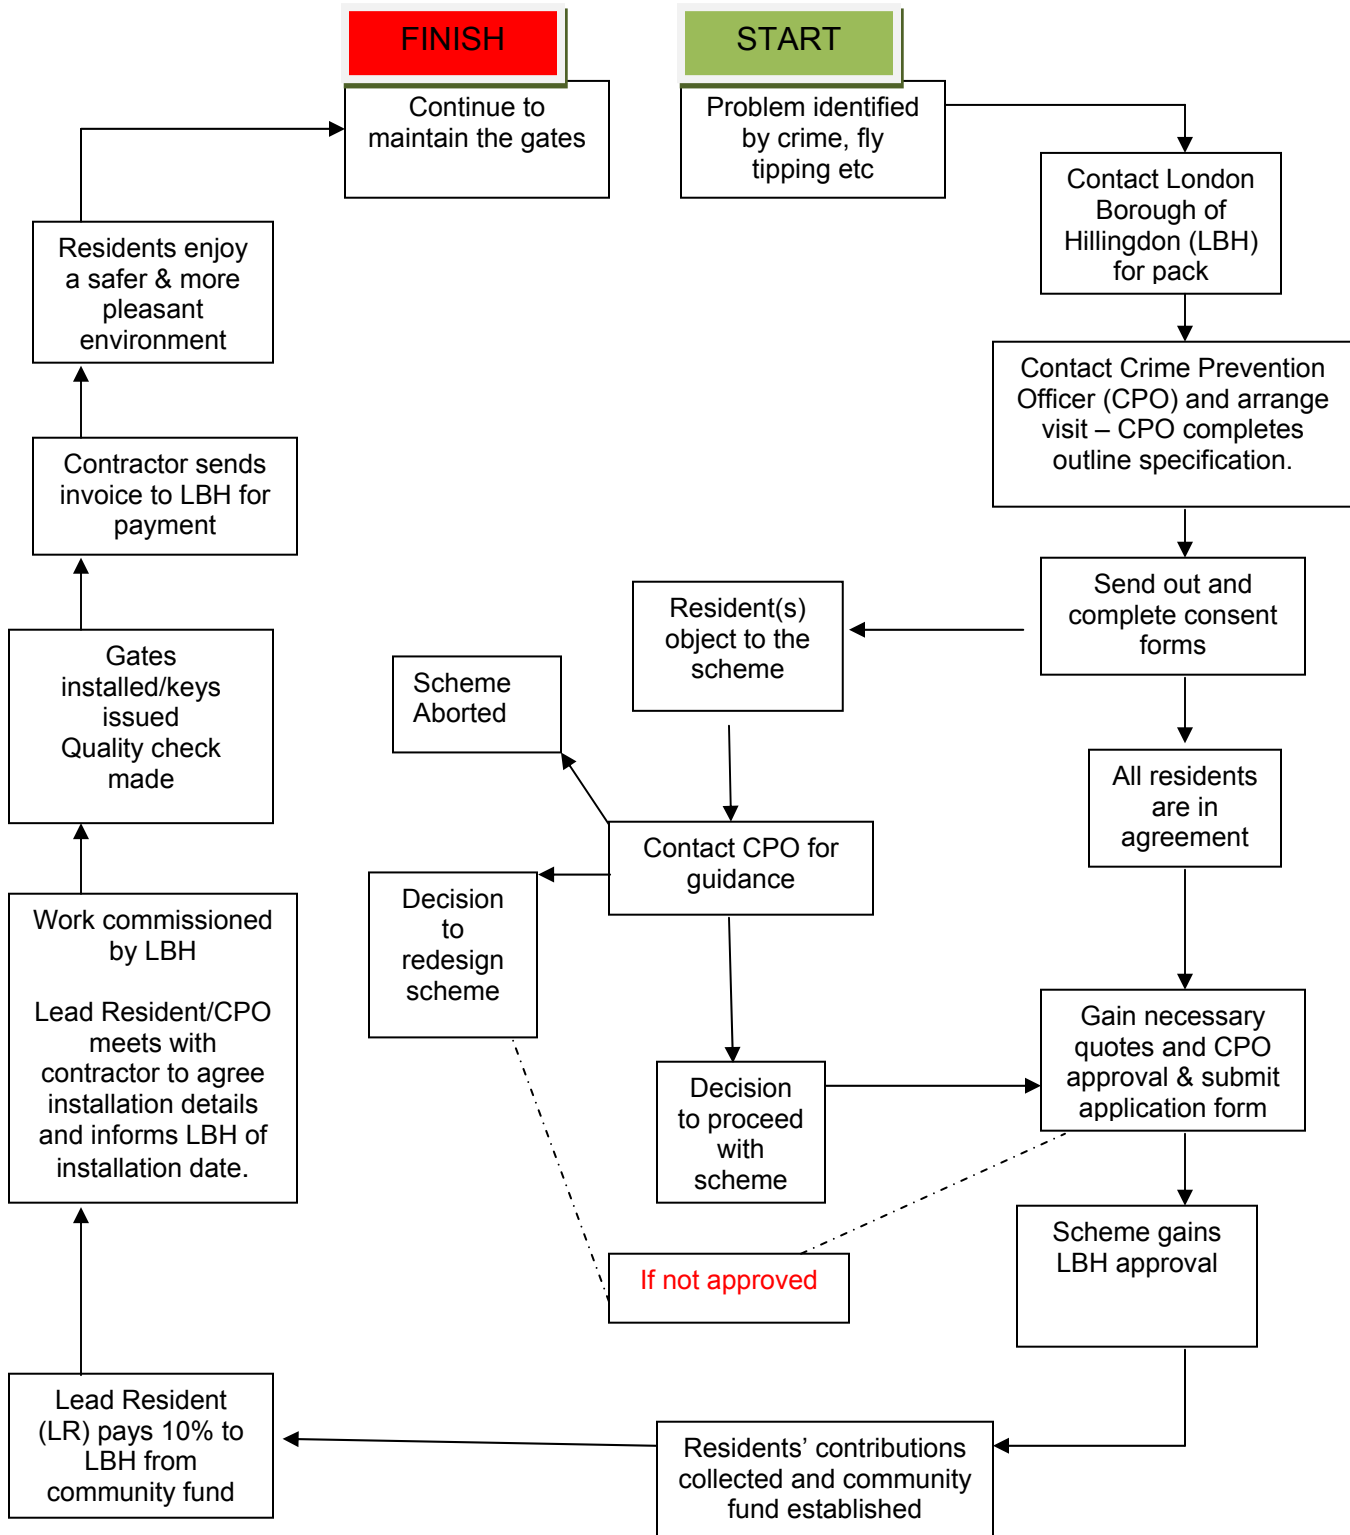 FINISH
START
Continue to
maintain the gates
Problem identified
by crime, fly
tipping etc
Contact London
Borough of
Hillingdon (LBH)
for pack
Residents enjoy
a safer & more
pleasant
environment
Contact Crime Prevention
Officer (CPO) and arrange
visit – CPO completes
outline specification.
Contractor sends
invoice to LBH for
payment
Send out and
complete consent
forms
Resident(s)
object to the
scheme
Scheme
Aborted
Gates
installed/keys
issued
Quality check
made
All residents
are in
agreement
Contact CPO for
guidance
Decision
to
redesign
scheme
Work commissioned
by LBH
Lead Resident/CPO
meets with
contractor to agree
installation details
and informs LBH of
installation date.
Gain necessary
quotes and CPO
approval & submit
application form
Decision
to proceed
with
scheme
Scheme gains
LBH approval
If not approved
Lead Resident
(LR) pays 10% to
LBH from
community fund
Residents’ contributions
collected and community
fund established